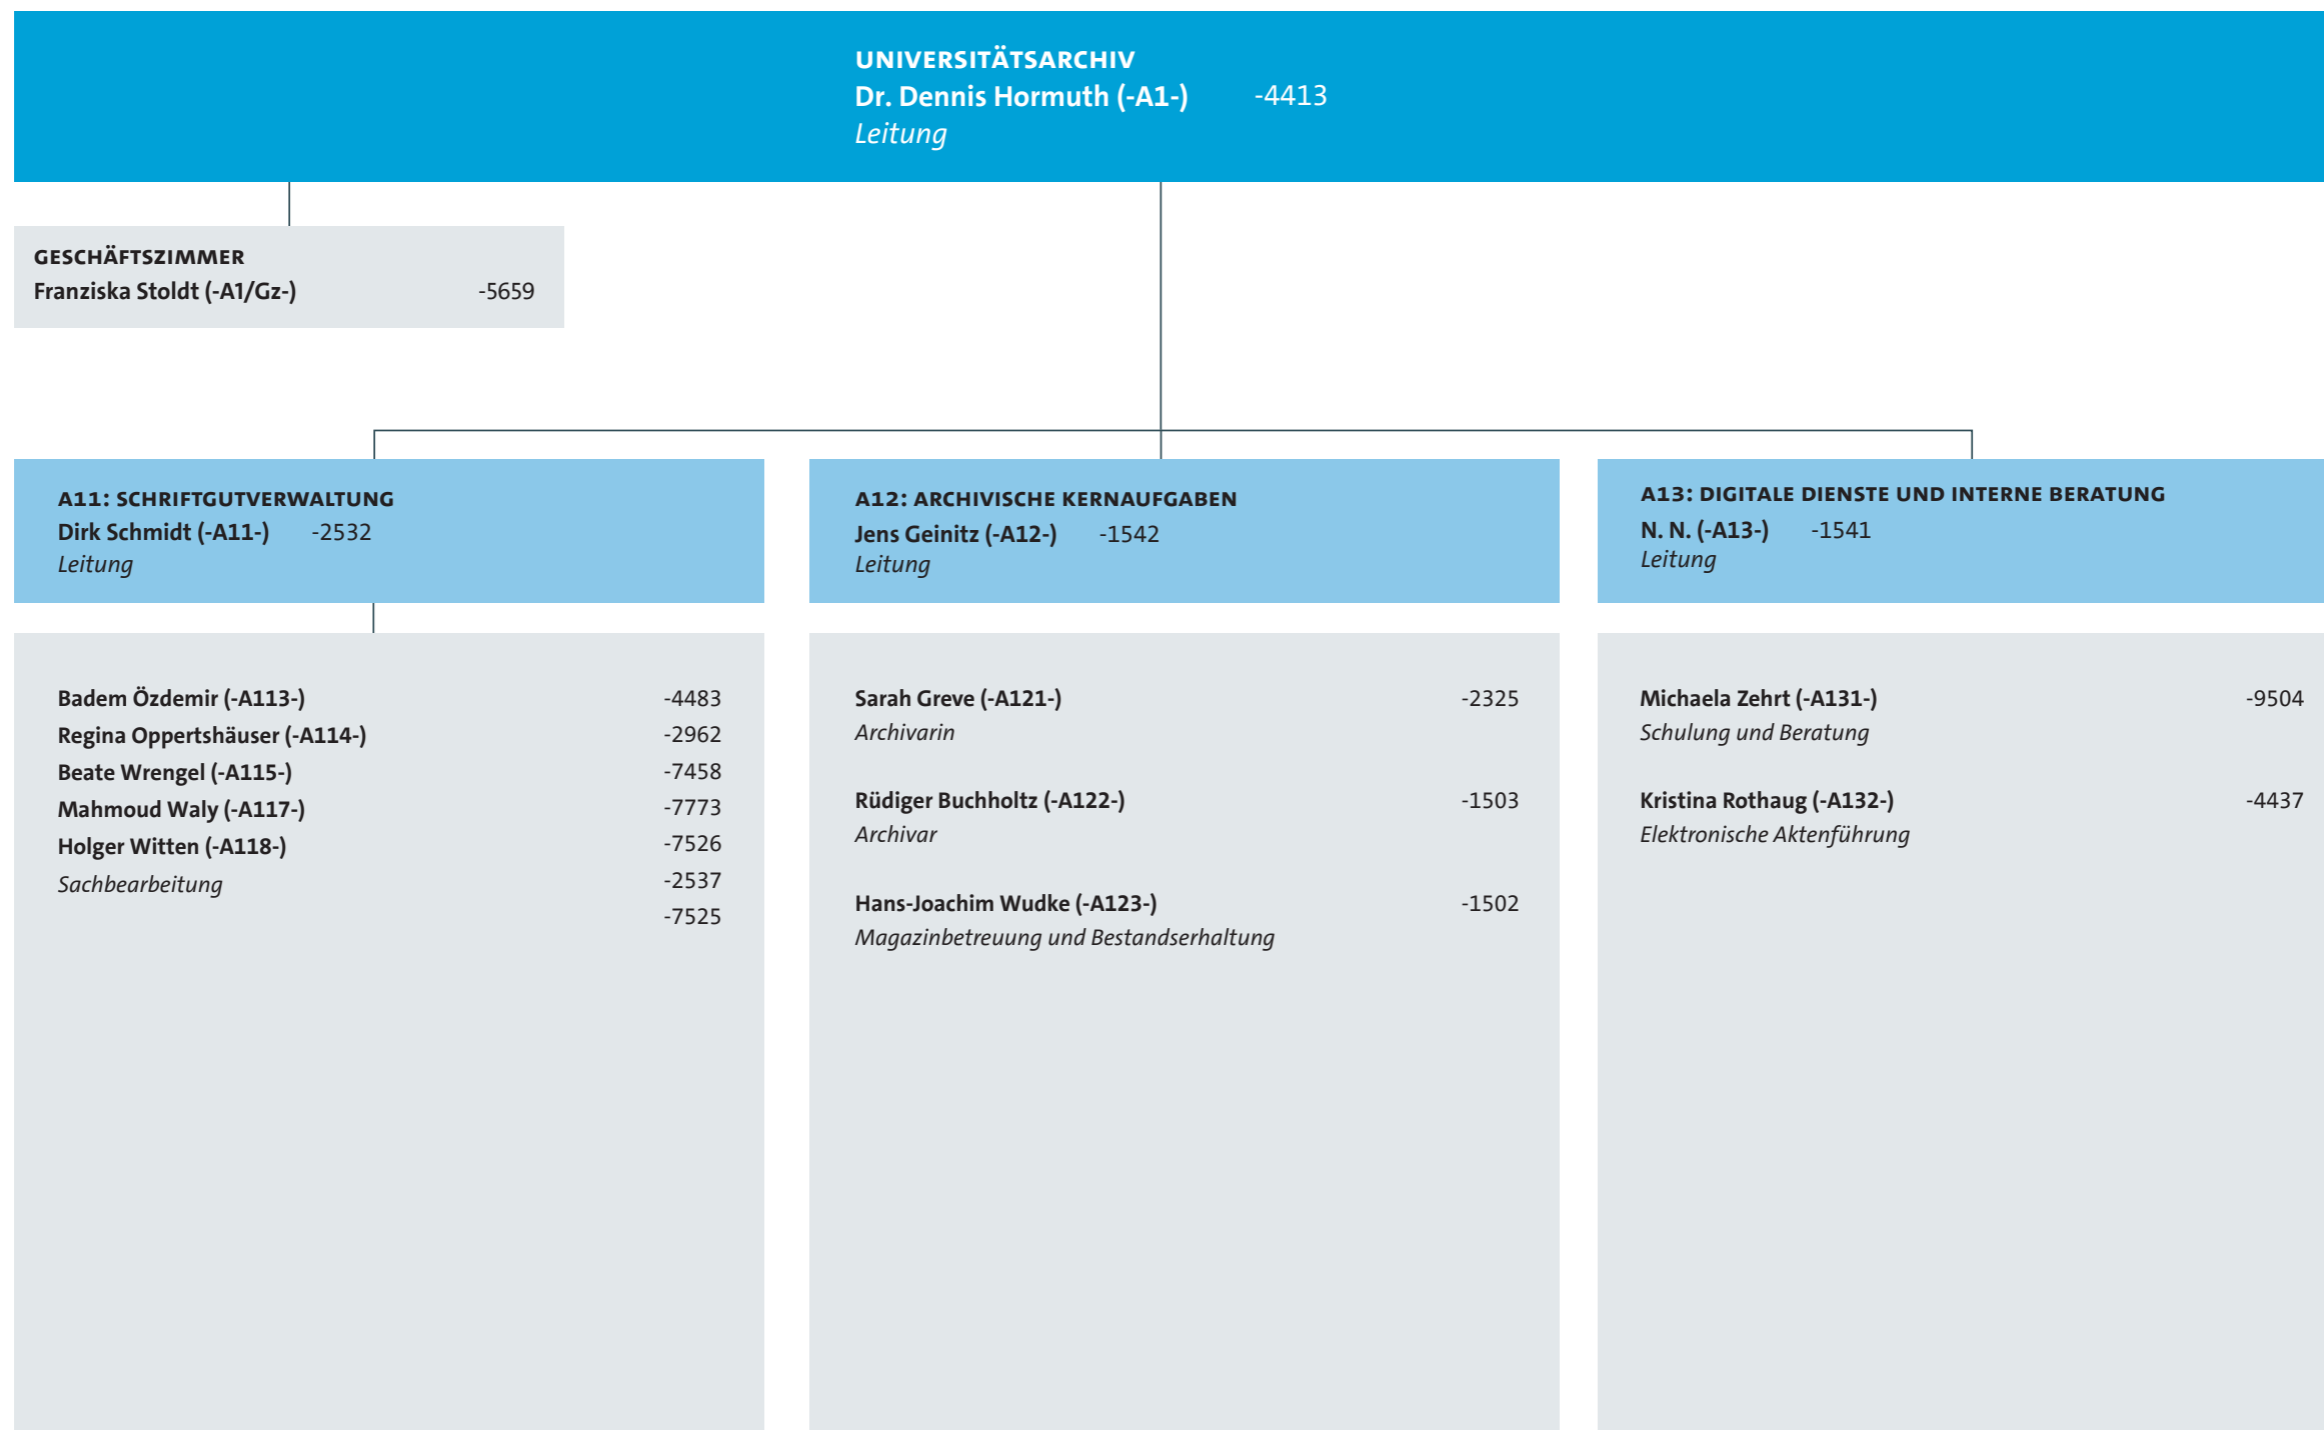 UNIVERSITÄTSARCHIV
Dr. Dennis Hormuth (-A1-) -4413
Leitung
GESCHÄFTSZIMMER
Franziska Stoldt (-A1/Gz-) -5659
A11: SCHRIFTGUTVERWALTUNG
Dirk Schmidt (-A11-) -2532
Leitung
Badem Özdemir (-A113-) -4483
Regina Oppertshäuser (-A114-) -2962
Beate Wrengel (-A115-) -7458
Mahmoud Waly (-A117-) -7773
Holger Witten (-A118-) -7526
Sachbearbeitung -2537
-7525
A12: ARCHIVISCHE KERNAUFGABEN
Jens Geinitz (-A12-) -1542
Leitung
Sarah Greve (-A121-) -2325
Archivarin
Rüdiger Buchholtz (-A122-) -1503
Archivar
Hans-Joachim Wudke (-A123-) -1502
Magazinbetreuung und Bestandserhaltung
A13: DIGITALE DIENSTE UND INTERNE BERATUNG
N. N. (-A13-) -1541
Leitung
Michaela Zehrt (-A131-) -9504
Schulung und Beratung
Kristina Rothaug (-A132-) -4437
Elektronische Aktenführung